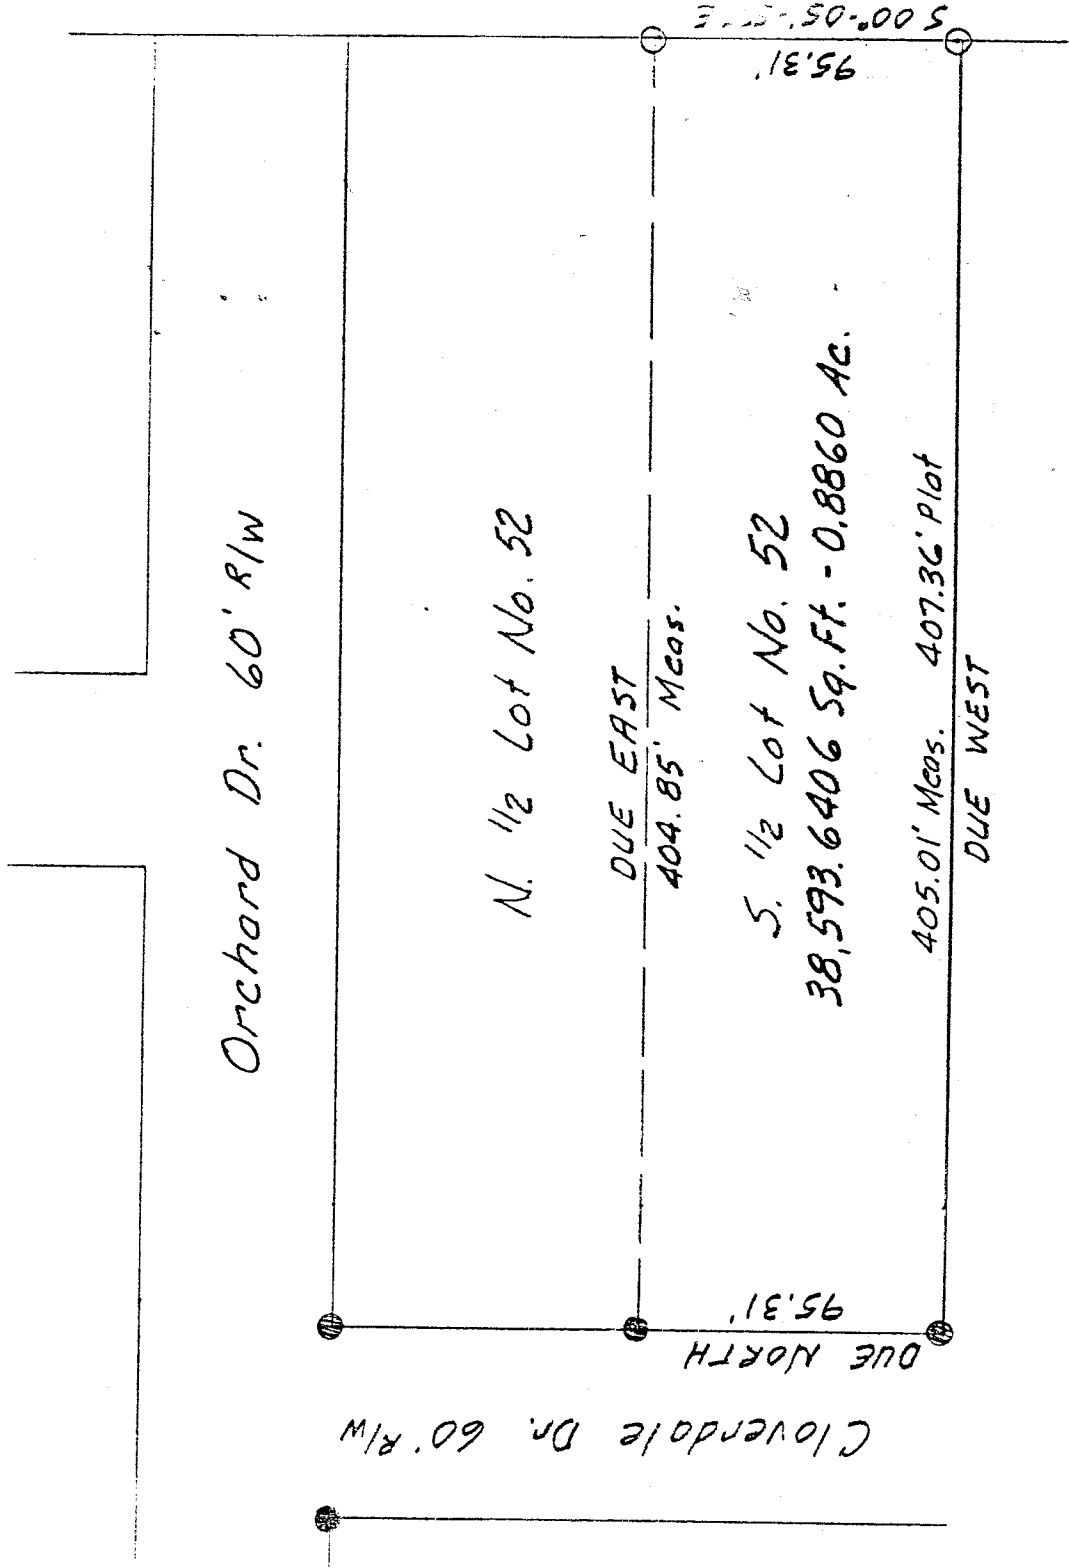 Orchard Dr. 60' R/W
N. 1/2 Lot No. 52
DUE EAST
404.85' Meas.
S. 1/2 Lot No. 52
38,593.6406 Sq.Ft. - 0.8860 Ac.
405.01' Meas. 407.36' Plat
DUE WEST
S 00°-05'- E
95.31'
95.31'
DUE NORTH
Cloverdale Dr. 60' R/W